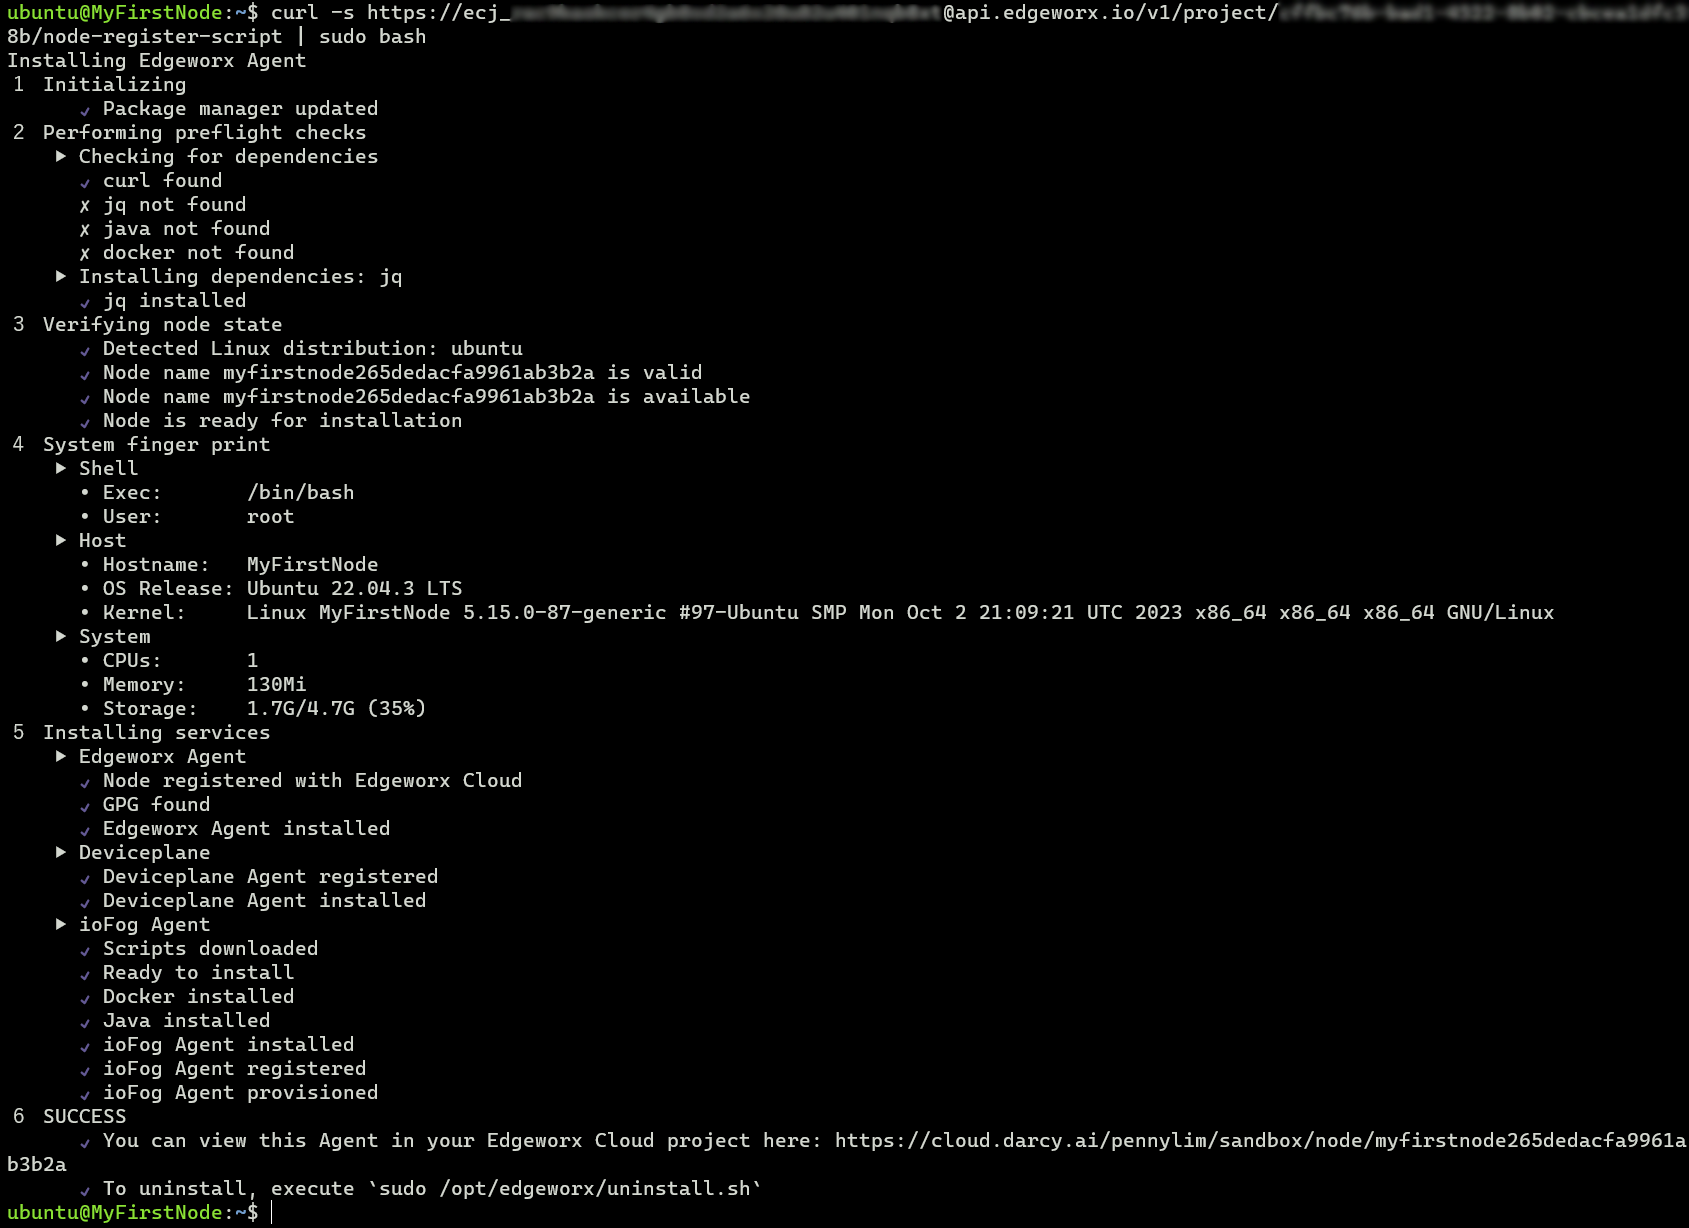 ubuntu@MyFirstNode:~$ curl -s https://ecj_@api.edgeworx.io/v1/project/
8b/node-register-script | sudo bash
Installing Edgeworx Agent
1 Initializing
✓ Package manager updated
2 Performing preflight checks
▶ Checking for dependencies
✓ curl found
✗ jq not found
✗ java not found
✗ docker not found
▶ Installing dependencies: jq
✓ jq installed
3 Verifying node state
✓ Detected Linux distribution: ubuntu
✓ Node name myfirstnode265dedacfa9961ab3b2a is valid
✓ Node name myfirstnode265dedacfa9961ab3b2a is available
✓ Node is ready for installation
4 System finger print
▶ Shell
• Exec: /bin/bash
• User: root
▶ Host
• Hostname: MyFirstNode
• OS Release: Ubuntu 22.04.3 LTS
• Kernel: Linux MyFirstNode 5.15.0-87-generic #97-Ubuntu SMP Mon Oct 2 21:09:21 UTC 2023 x86_64 x86_64 x86_64 GNU/Linux
▶ System
• CPUs: 1
• Memory: 130Mi
• Storage: 1.7G/4.7G (35%)
5 Installing services
▶ Edgeworx Agent
✓ Node registered with Edgeworx Cloud
✓ GPG found
✓ Edgeworx Agent installed
▶ Deviceplane
✓ Deviceplane Agent registered
✓ Deviceplane Agent installed
▶ ioFog Agent
✓ Scripts downloaded
✓ Ready to install
✓ Docker installed
✓ Java installed
✓ ioFog Agent installed
✓ ioFog Agent registered
✓ ioFog Agent provisioned
6 SUCCESS
✓ You can view this Agent in your Edgeworx Cloud project here: https://cloud.darcy.ai/pennylim/sandbox/node/myfirstnode265dedacfa9961a
b3b2a
✓ To uninstall, execute `sudo /opt/edgeworx/uninstall.sh`
ubuntu@MyFirstNode:~$